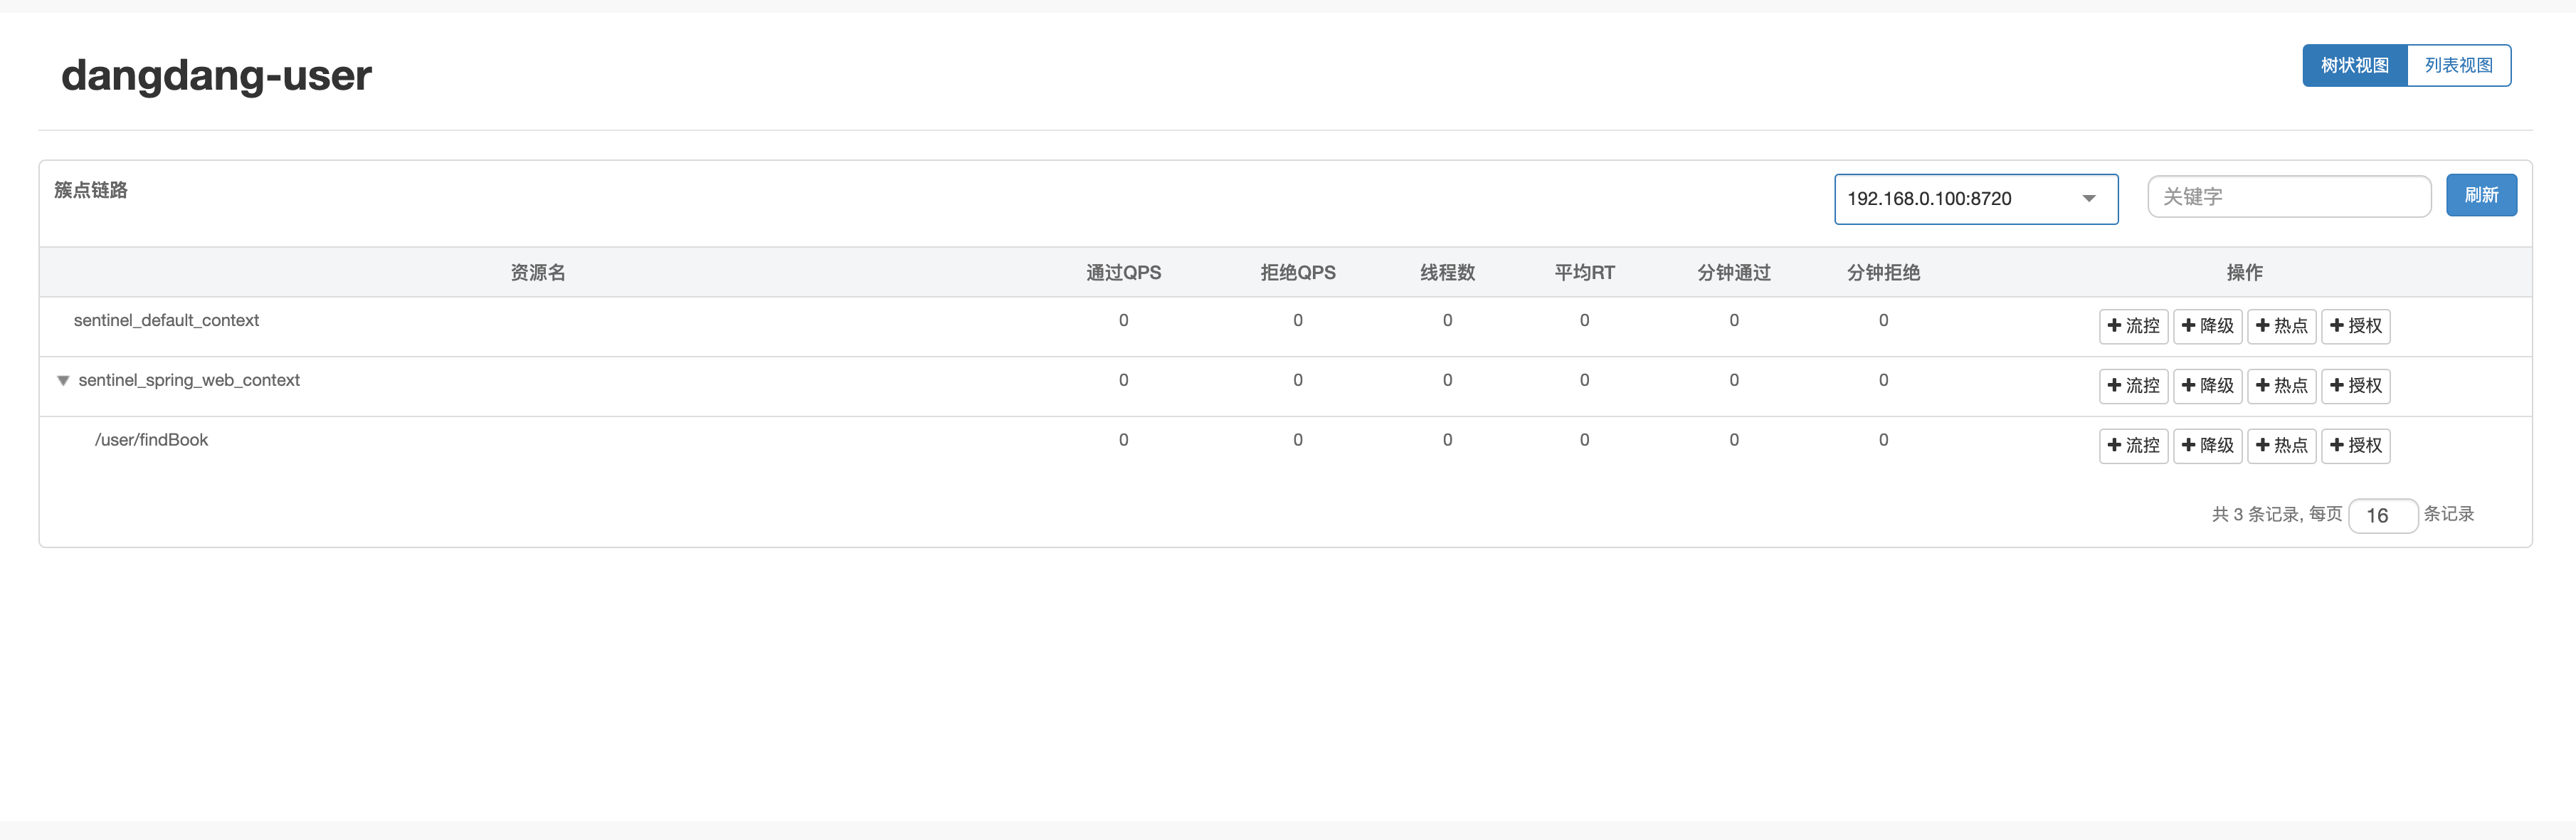 dangdang-user
树状视图 列表视图
簇点链路 192.168.0.100:8720 关键字 刷新
资源名 通过QPS 拒绝QPS 线程数 平均RT 分钟通过 分钟拒绝 操作
sentinel_default_context 0 0 0 0 0 0 流控 降级 热点 授权
sentinel_spring_web_context 0 0 0 0 0 0 流控 降级 热点 授权
/user/findBook 0 0 0 0 0 0 流控 降级 热点 授权
共 3 条记录, 每页 16 条记录